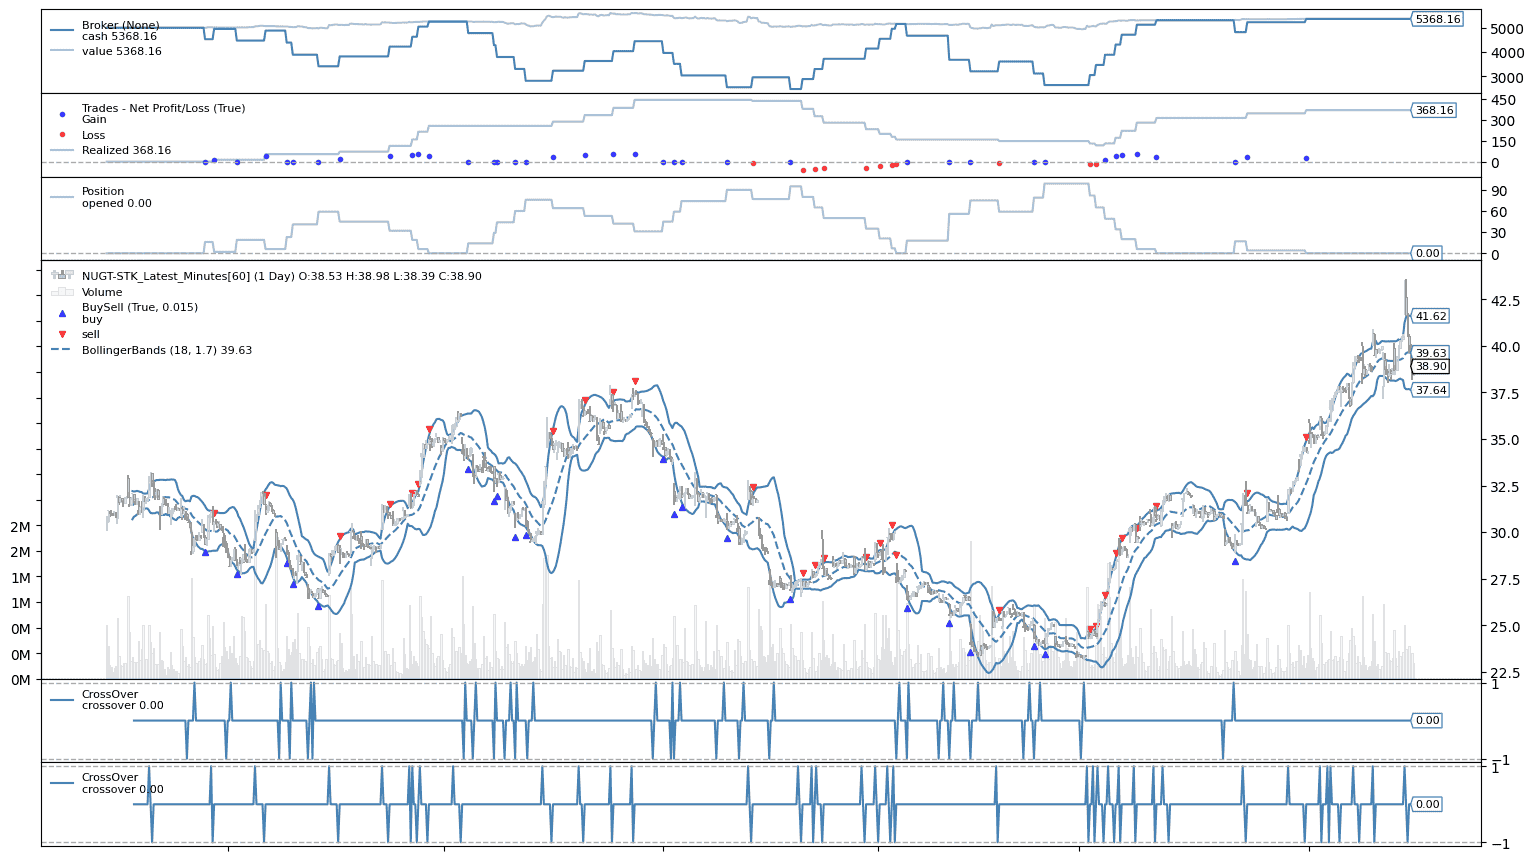 Broker (None)
cash 5368.16
value 5368.16
5368.16
5000
4000
3000
Trades - Net Profit/Loss (True)
Gain
Loss
Realized 368.16
450
368.16
300
150
0
Position
opened 0.00
90
60
30
0.00
0
NUGT-STK_Latest_Minutes[60] (1 Day) O:38.53 H:38.98 L:38.39 C:38.90
Volume
BuySell (True, 0.015)
buy
sell
BollingerBands (18, 1.7) 39.63
42.5
41.62
40.0
39.63
38.90
37.64
37.5
35.0
32.5
30.0
27.5
25.0
22.5
2M
2M
1M
1M
0M
0M
0M
CrossOver
crossover 0.00
1
0.00
−1
CrossOver
crossover 0.00
1
0.00
−1